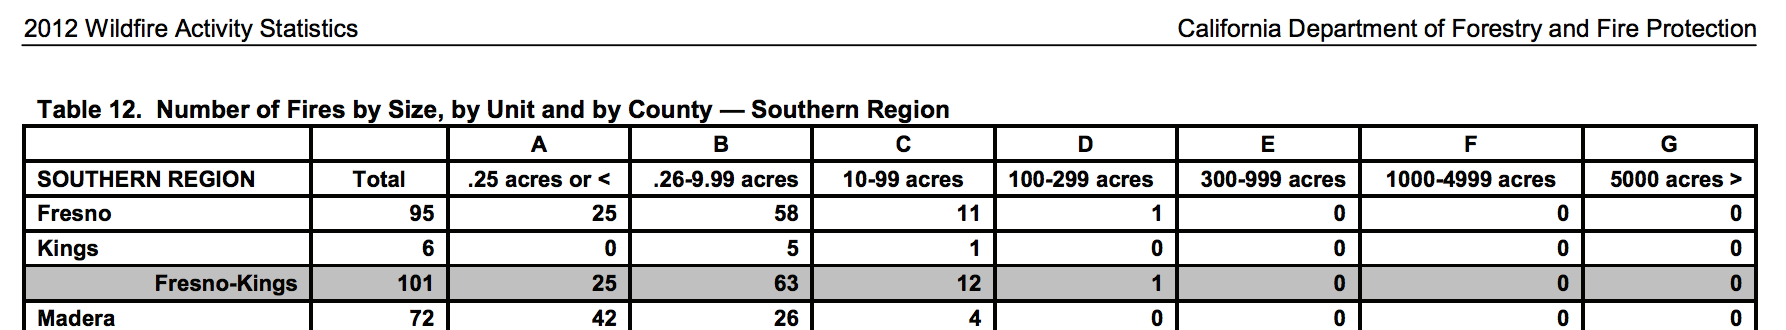 2012 Wildfire Activity Statistics California Department of Forestry and Fire Protection
Table 12. Number of Fires by Size, by Unit and by County — Southern Region
A B C D E F G
SOUTHERN REGION Total .25 acres or < .26-9.99 acres 10-99 acres 100-299 acres 300-999 acres 1000-4999 acres 5000 acres >
Fresno 95 25 58 11 1 0 0 0
Kings 6 0 5 1 0 0 0 0
Fresno-Kings 101 25 63 12 1 0 0 0
Madera 72 42 26 4 0 0 0 0